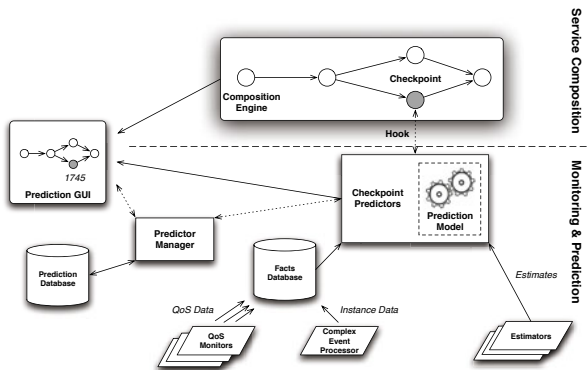 Service Composition
Checkpoint
Composition
Engine
Hook
1745
Prediction GUI
Checkpoint
Predictors
Prediction
Model
Monitoring & Prediction
Predictor
Manager
Prediction
Database
Facts
Database
Estimates
QoS Data
Instance Data
QoS
Monitors
Complex
Event
Processor
Estimators